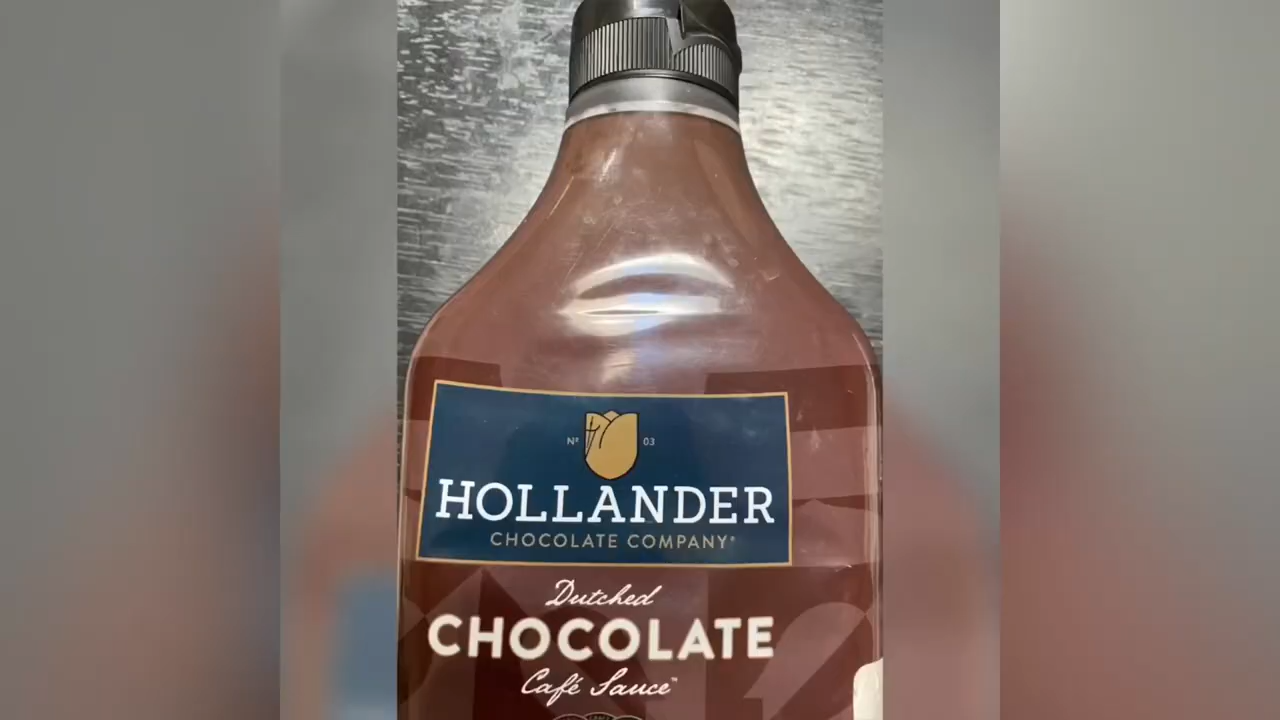 Nº 03
HOLLANDER
CHOCOLATE COMPANY®
Dutched
CHOCOLATE
Café Sauce™